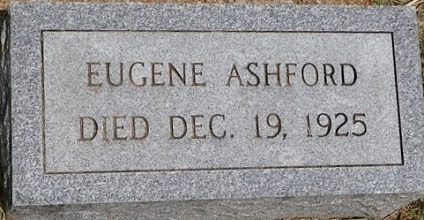 EUGENE ASHFORD
DIED DEC. 19, 1925